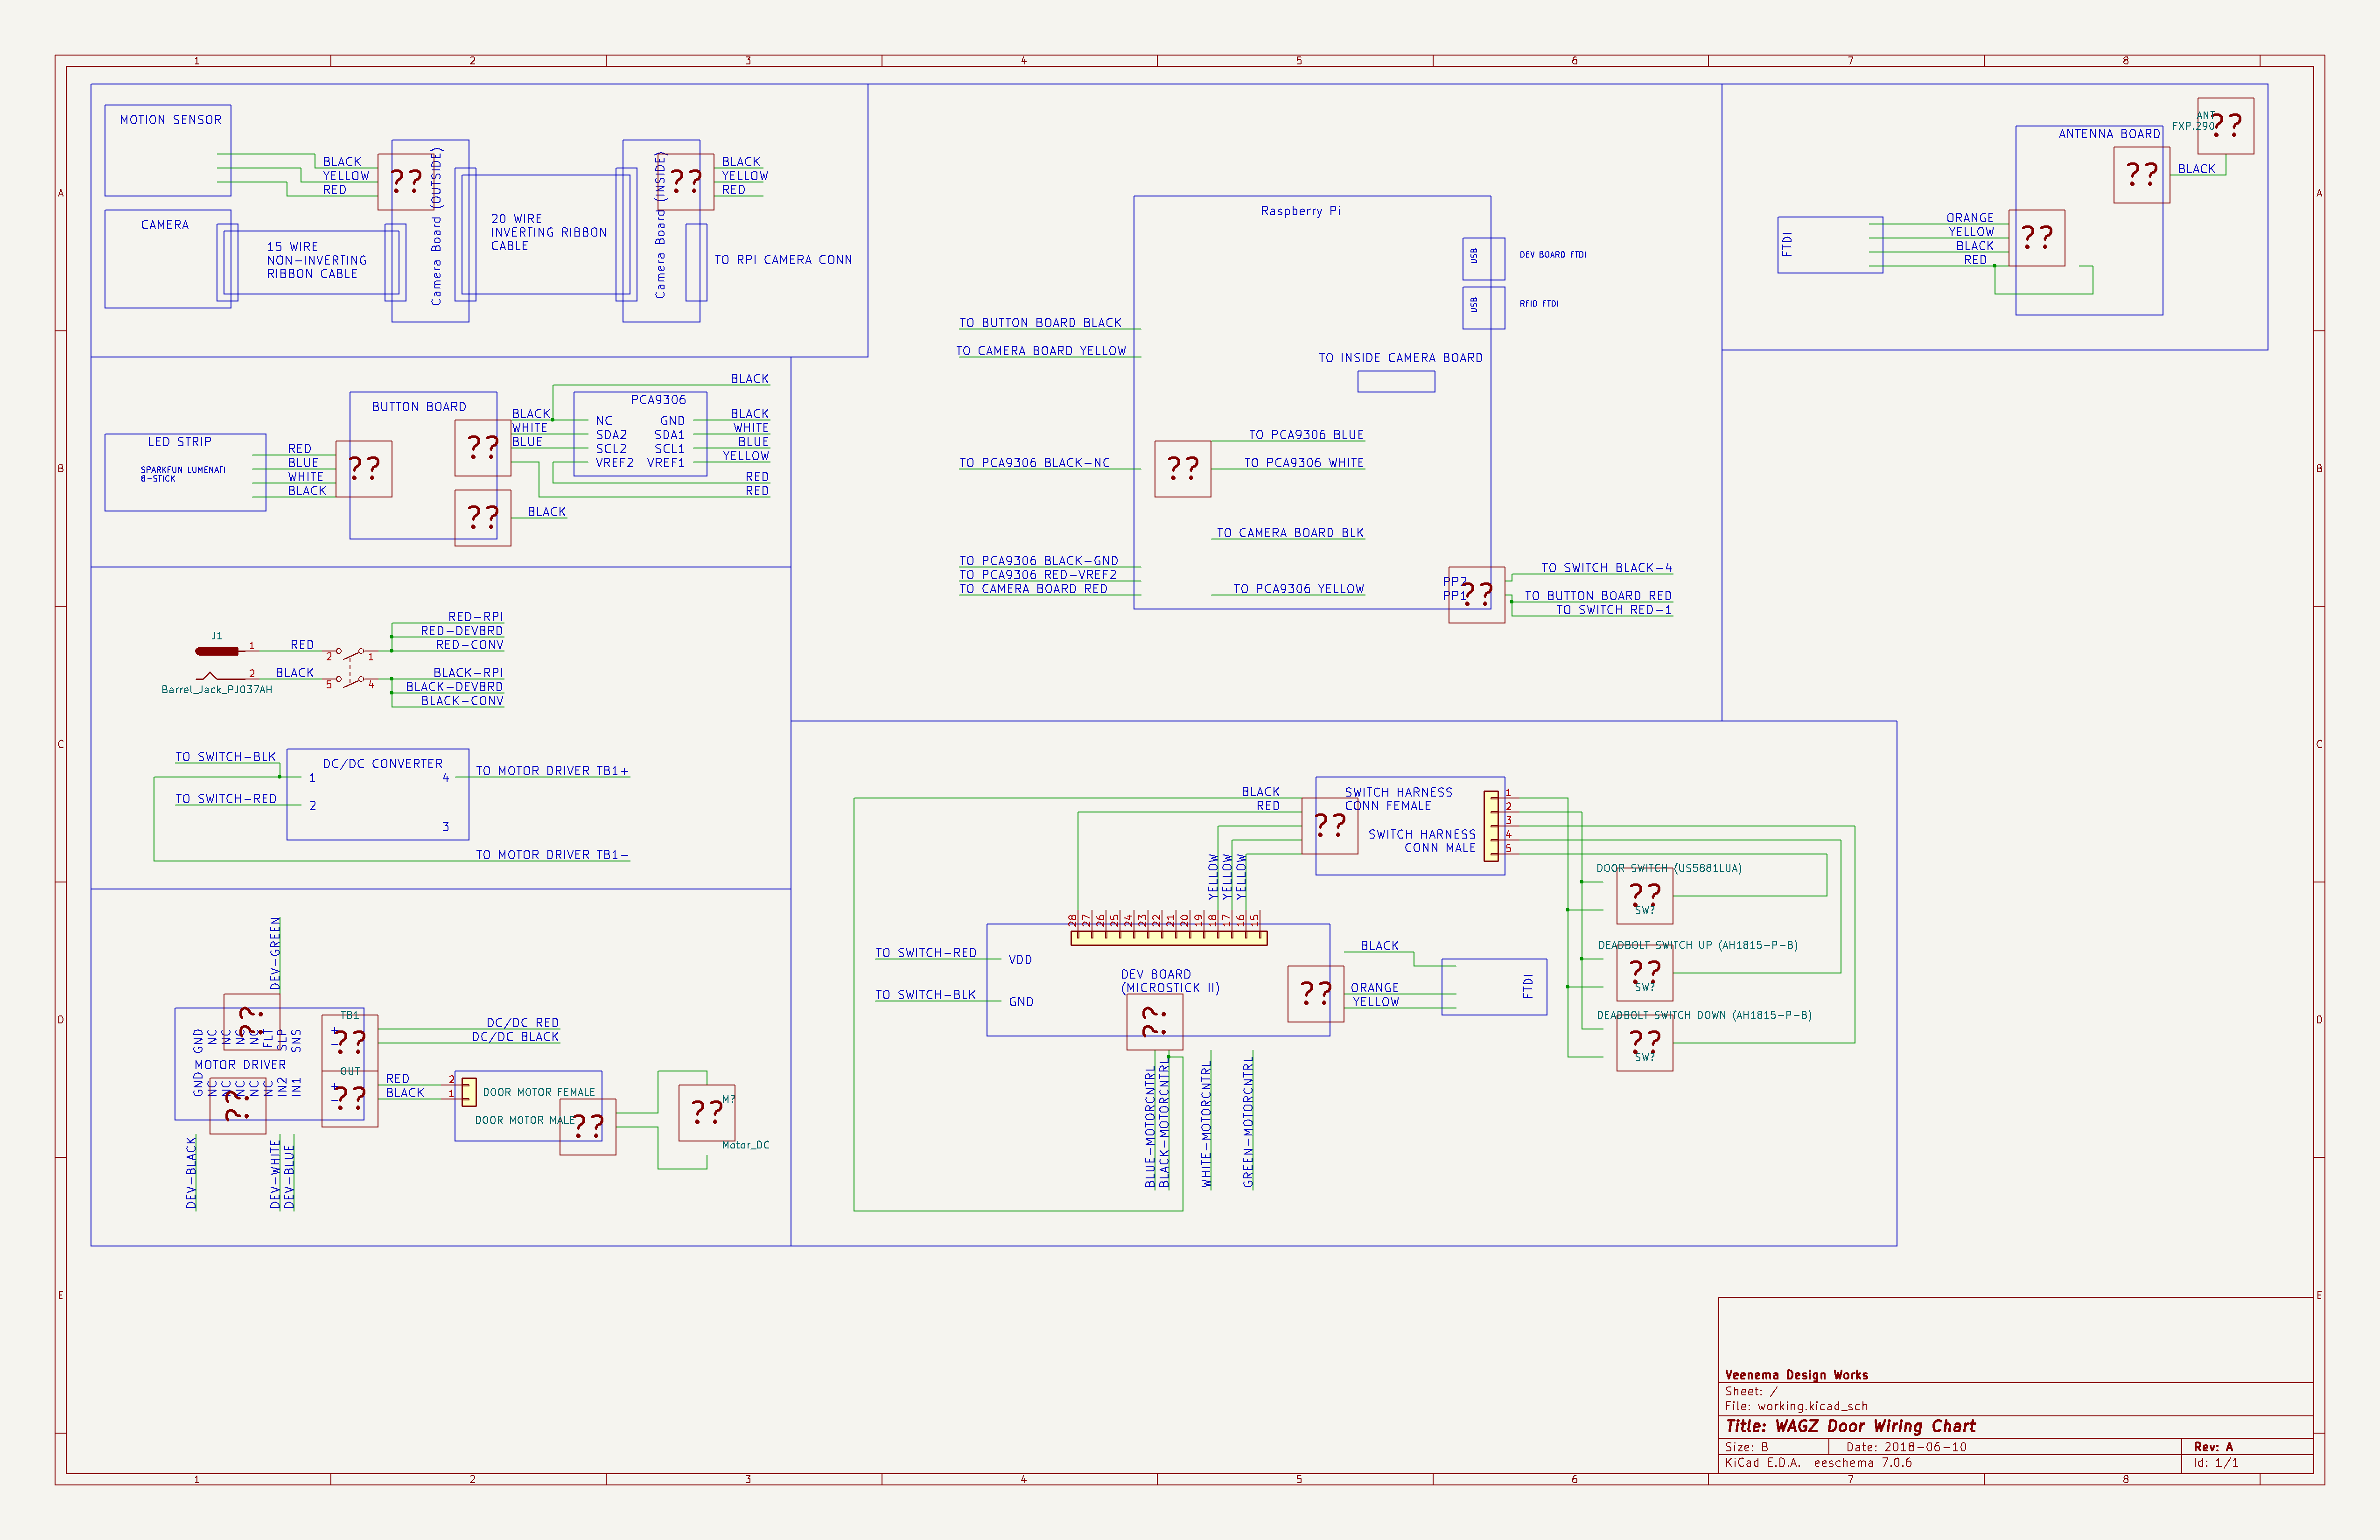 1 2 3 4 5 6 7 8
A
B
C
D
E
MOTION SENSOR
BLACK
YELLOW
RED
??
Camera Board (OUTSIDE)
CAMERA
15 WIRE
NON-INVERTING
RIBBON CABLE
20 WIRE
INVERTING RIBBON
CABLE
Camera Board (INSIDE)
??
BLACK
YELLOW
RED
TO RPI CAMERA CONN
LED STRIP
SPARKFUN LUMENATI
8-STICK
RED
BLUE
WHITE
BLACK
??
BUTTON BOARD
??
??
BLACK
WHITE
BLUE
BLACK
PCA9306
NC GND
SDA2 SDA1
SCL2 SCL1
VREF2 VREF1
BLACK
BLACK
WHITE
BLUE
YELLOW
RED
RED
J1
1
2
Barrel_Jack_PJ037AH
RED
BLACK
2 1
5 4
RED-RPI
RED-DEVBRD
RED-CONV
BLACK-RPI
BLACK-DEVBRD
BLACK-CONV
TO SWITCH-BLK
TO SWITCH-RED
DC/DC CONVERTER
1 4
2
3
TO MOTOR DRIVER TB1+
TO MOTOR DRIVER TB1-
DEV-GREEN
??
GND
NC
NC
NC
NC
FLT
SLP
SNS
MOTOR DRIVER
GND
NC
NC
NC
NC
NC
IN2
IN1
??
DEV-BLACK
DEV-WHITE
DEV-BLUE
TB1
+
-
??
OUT
+
-
??
DC/DC RED
DC/DC BLACK
RED
BLACK
2
1
DOOR MOTOR FEMALE
DOOR MOTOR MALE
??
??
M?
Motor_DC
Raspberry Pi
USB
DEV BOARD FTDI
USB
RFID FTDI
TO BUTTON BOARD BLACK
TO CAMERA BOARD YELLOW
TO INSIDE CAMERA BOARD
TO PCA9306 BLUE
TO PCA9306 BLACK-NC
??
TO PCA9306 WHITE
TO CAMERA BOARD BLK
TO PCA9306 BLACK-GND
TO PCA9306 RED-VREF2
TO CAMERA BOARD RED
TO PCA9306 YELLOW
PP2
PP1
??
TO SWITCH BLACK-4
TO BUTTON BOARD RED
TO SWITCH RED-1
ANT
FXP.290
??
ANTENNA BOARD
??
BLACK
FTDI
ORANGE
YELLOW
BLACK
RED
??
BLACK
RED
??
SWITCH HARNESS
CONN FEMALE
SWITCH HARNESS
CONN MALE
1
2
3
4
5
YELLOW
YELLOW
YELLOW
28 27 26 25 24 23 22 21 20 19 18 17 16 15
TO SWITCH-RED
TO SWITCH-BLK
VDD
GND
DEV BOARD
(MICROSTICK II)
??
??
BLACK
ORANGE
YELLOW
FTDI
BLUE-MOTORCNTRL
BLACK-MOTORCNTRL
WHITE-MOTORCNTRL
GREEN-MOTORCNTRL
DOOR SWITCH (US5881LUA)
??
SW?
DEADBOLT SWITCH UP (AH1815-P-B)
??
SW?
DEADBOLT SWITCH DOWN (AH1815-P-B)
??
SW?
Veenema Design Works
Sheet: /
File: working.kicad_sch
Title: WAGZ Door Wiring Chart
Size: B Date: 2018-06-10 Rev: A
KiCad E.D.A. eeschema 7.0.6 Id: 1/1
A
B
C
D
E
1 2 3 4 5 6 7 8